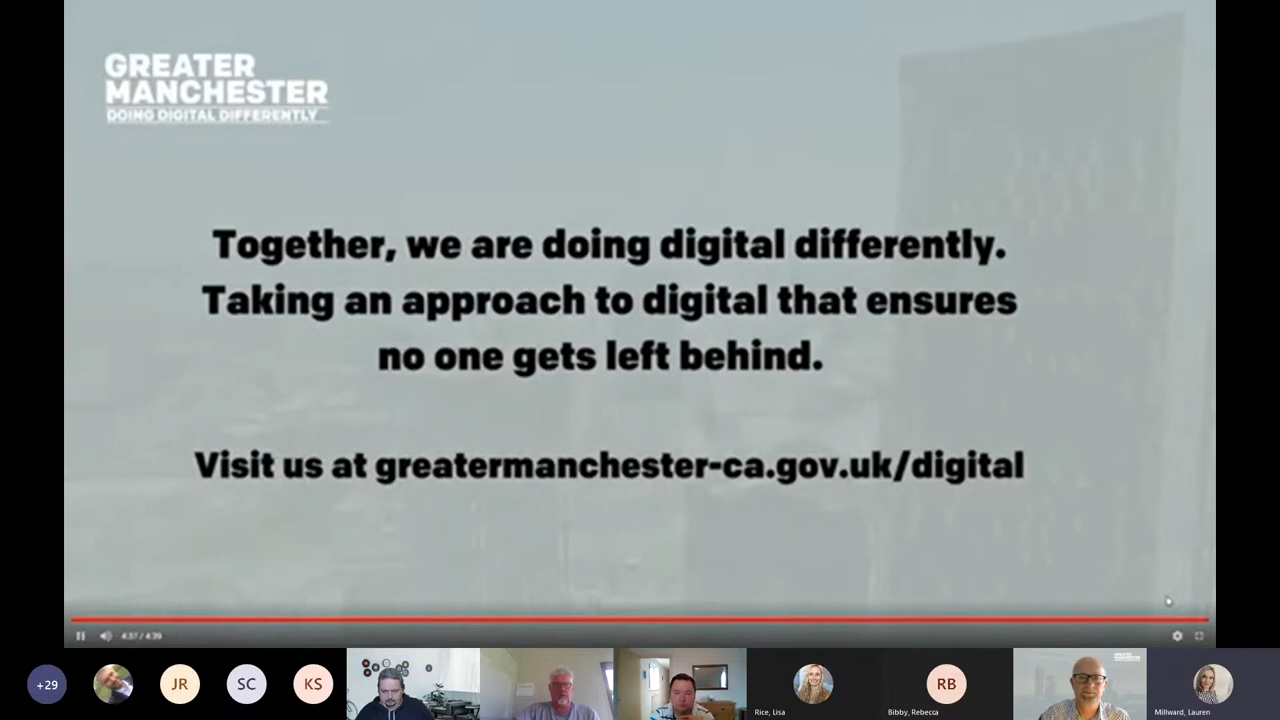 GREATER
MANCHESTER
DOING DIGITAL DIFFERENTLY
Together, we are doing digital differently.
Taking an approach to digital that ensures
no one gets left behind.
Visit us at greatermanchester-ca.gov.uk/digital
4:37 / 4:39
+29
JR
SC
KS
Rice, Lisa
RB
Bibby, Rebecca
GREATER
MANCHESTER
Millward, Lauren